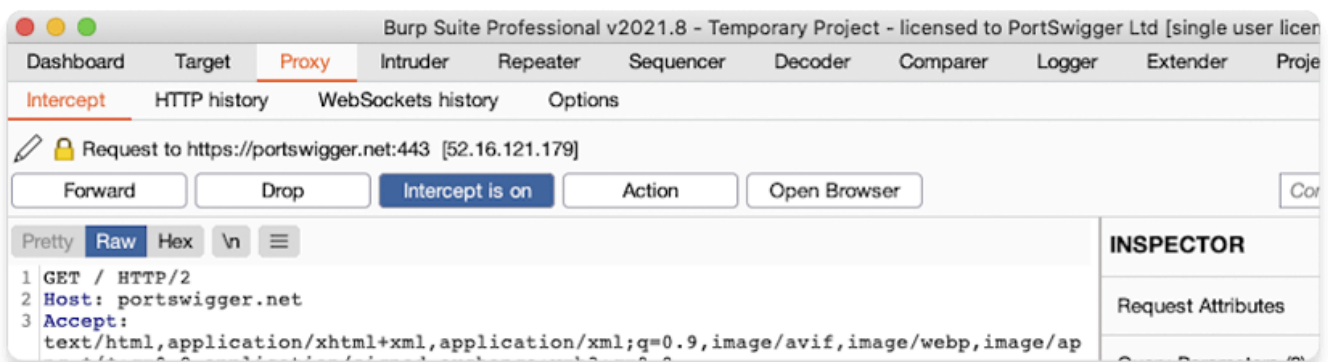 Burp Suite Professional v2021.8 - Temporary Project - licensed to PortSwigger Ltd [single user licen
Dashboard Target Proxy Intruder Repeater Sequencer Decoder Comparer Logger Extender Proje
Intercept HTTP history WebSockets history Options
Request to https://portswigger.net:443 [52.16.121.179]
Forward Drop Intercept is on Action Open Browser Cor
Pretty Raw Hex \n
INSPECTOR
1 GET / HTTP/2
2 Host: portswigger.net
3 Accept:
text/html,application/xhtml+xml,application/xml;q=0.9,image/avif,image/webp,image/ap
Request Attributes